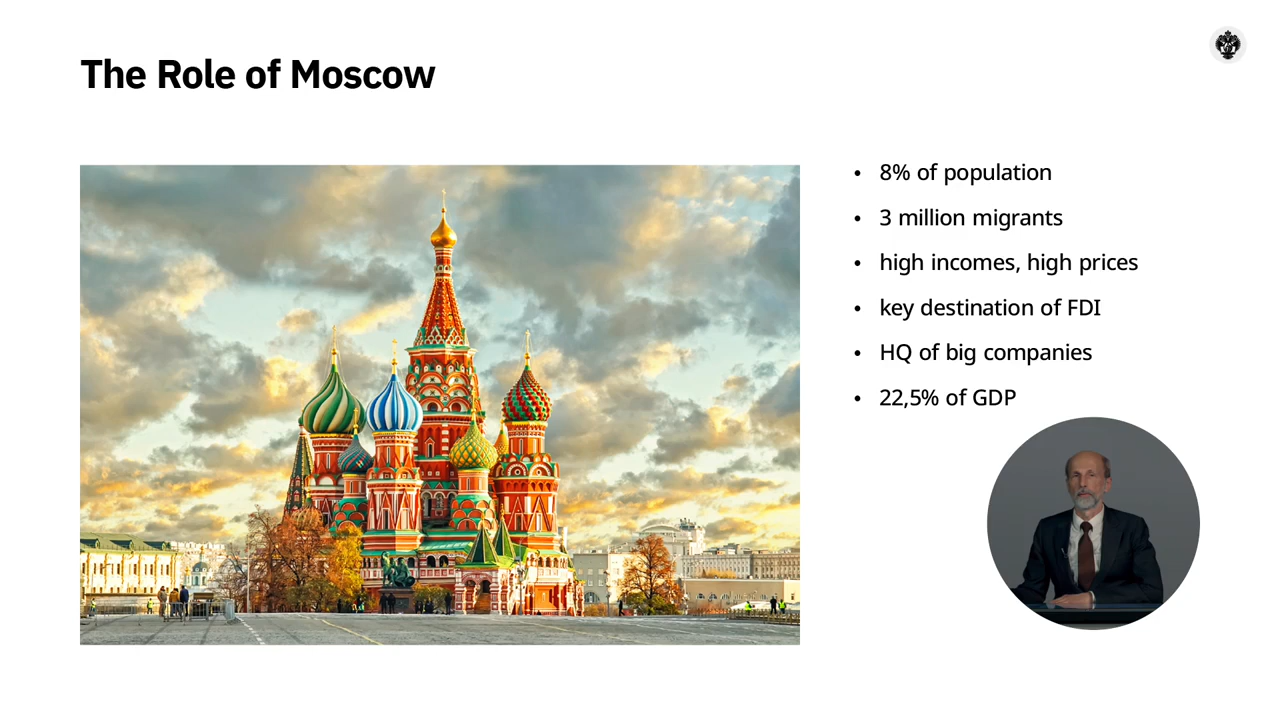 The Role of Moscow
• 8% of population
• 3 million migrants
• high incomes, high prices
• key destination of FDI
• HQ of big companies
• 22,5% of GDP